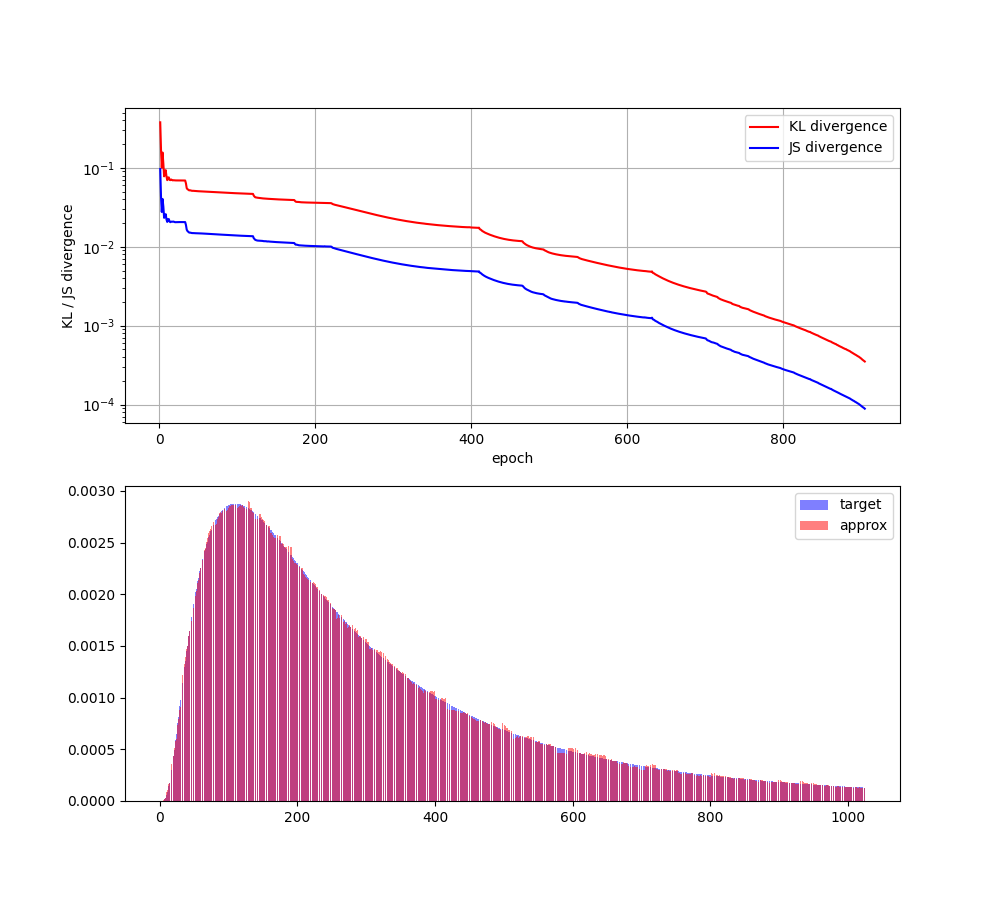 KL divergence
JS divergence
10⁻¹
10⁻²
10⁻³
10⁻⁴
KL / JS divergence
0 200 400 600 800
epoch
target
approx
0.0030
0.0025
0.0020
0.0015
0.0010
0.0005
0.0000
0 200 400 600 800 1000